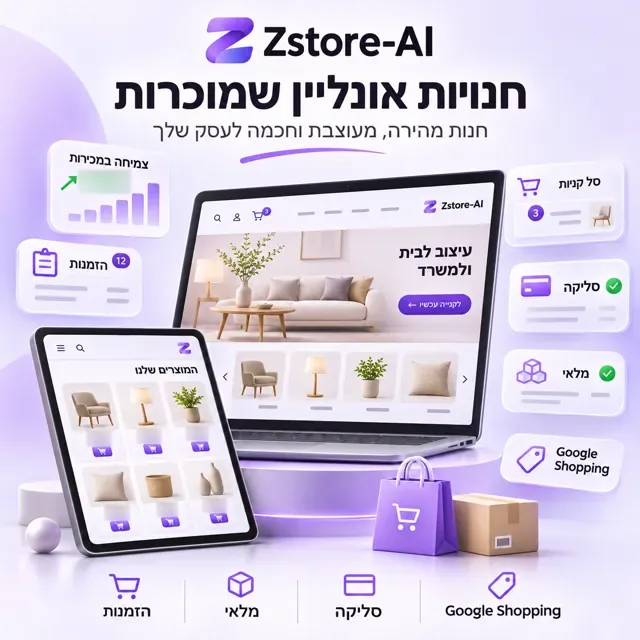 Zstore-AI
חנויות אונליין שמוכרות
חנות מהירה, מעוצבת וחכמה לעסק שלך
צמיחה במכירות
הזמנות
12
סל קניות
3
סליקה
מלאי
Google
Shopping
3
Zstore-AI
עיצוב לבית
ולמשרד
לקנייה עכשיו ←
המוצרים שלנו
הזמנות
מלאי
סליקה
Google Shopping